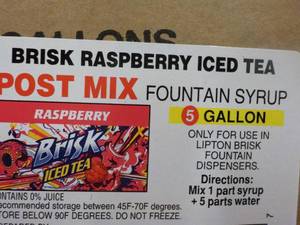 GALLONS
BRISK RASPBERRY ICED TEA
POST MIX FOUNTAIN SYRUP
RASPBERRY
Brisk
ICED TEA
5 GALLON
ONLY FOR USE IN
LIPTON BRISK
FOUNTAIN
DISPENSERS.
Directions:
Mix 1 part syrup
+ 5 parts water
ONTAINS 0% JUICE
ecommended storage between 45F-70F degrees.
TORE BELOW 90F DEGREES. DO NOT FREEZE.